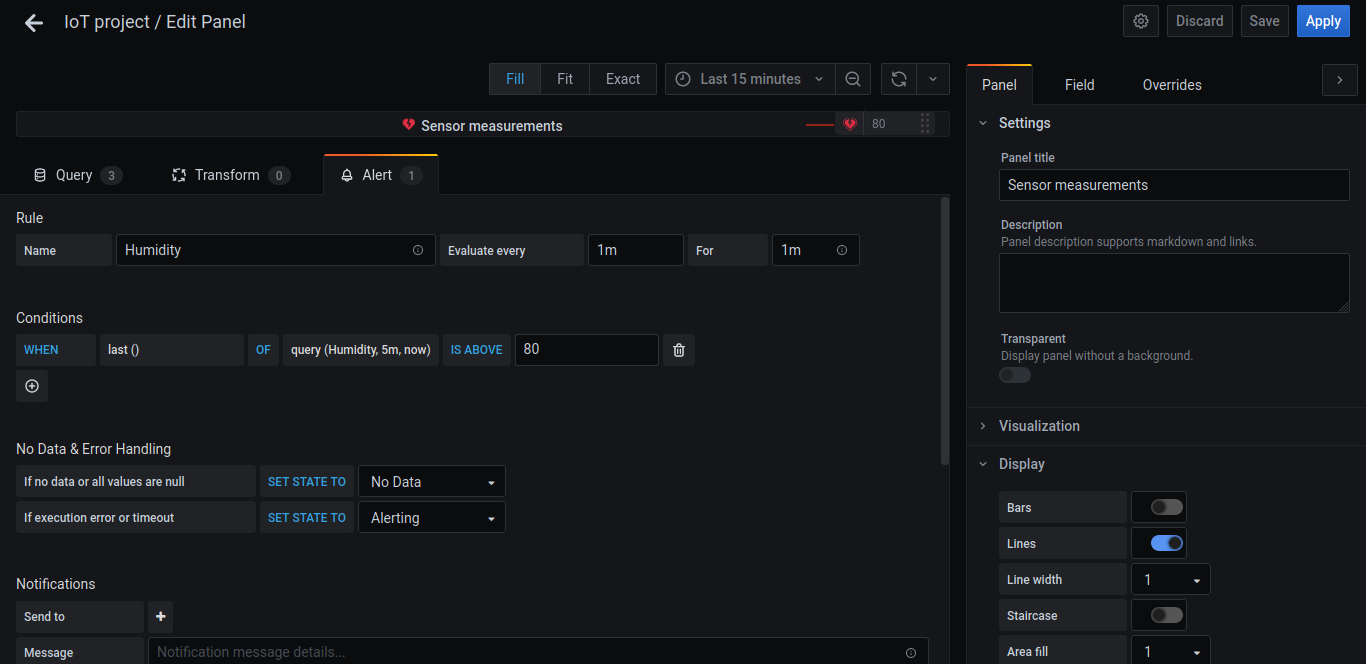 IoT project / Edit Panel
Discard
Save
Apply
Fill
Fit
Exact
Last 15 minutes
Sensor measurements
80
Query 3
Transform 0
Alert 1
Rule
Name
Humidity
Evaluate every
1m
For
1m
Conditions
WHEN
last ()
OF
query (Humidity, 5m, now)
IS ABOVE
80
No Data & Error Handling
If no data or all values are null
SET STATE TO
No Data
If execution error or timeout
SET STATE TO
Alerting
Notifications
Send to
+
Message
Notification message details...
Panel
Field
Overrides
Settings
Panel title
Sensor measurements
Description
Panel description supports markdown and links.
Transparent
Display panel without a background.
Visualization
Display
Bars
Lines
Line width
1
Staircase
Area fill
1